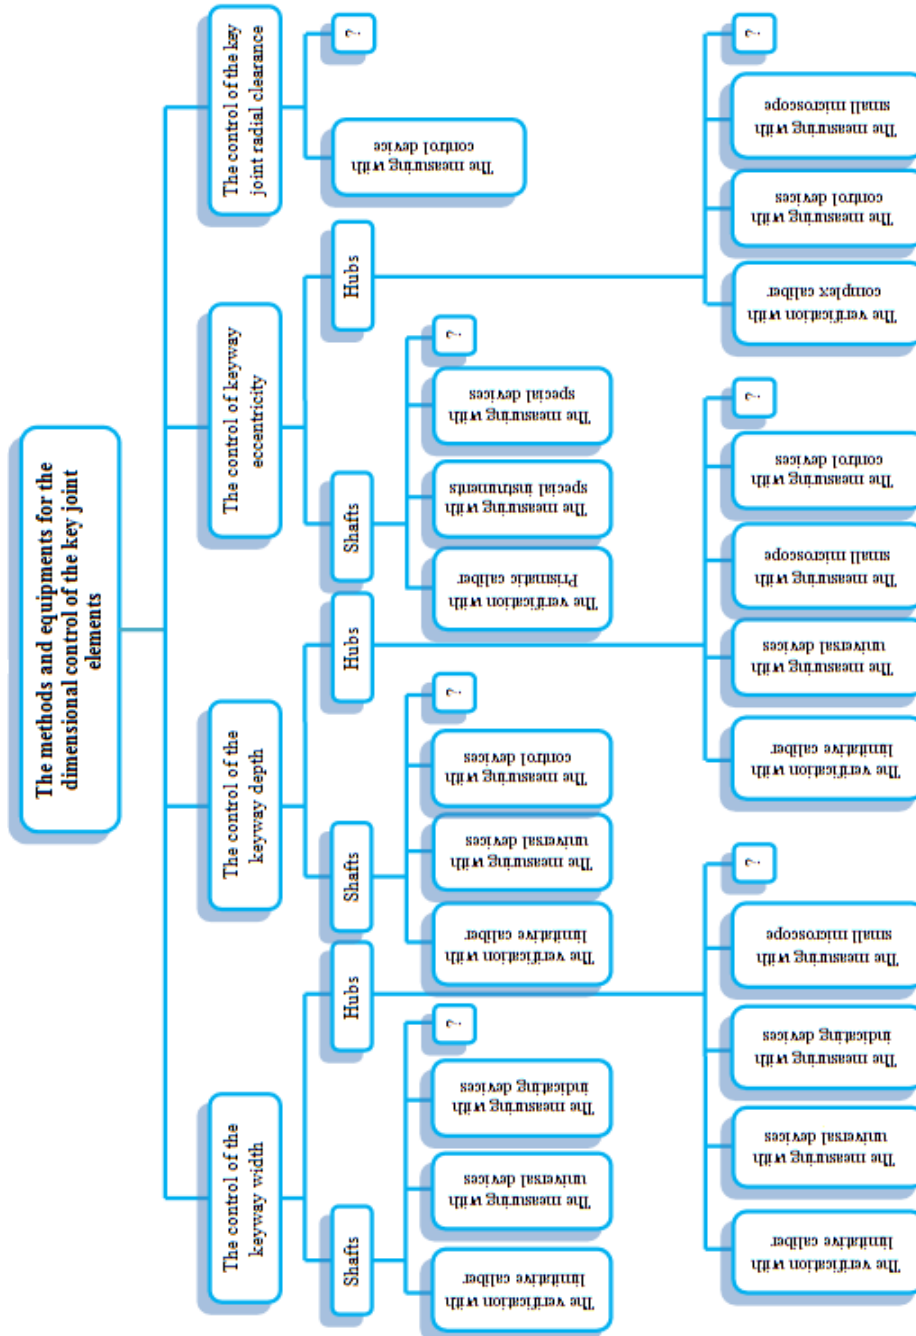 The methods and equipments for the
dimensional control of the key joint
elements
The control of the
keyway width
The control of the
keyway depth
The control of keyway
eccentricity
The control of the key
joint radial clearance
Shafts
Hubs
Shafts
Hubs
Shafts
Hubs
The measuring with
control device
?
The verification with
limitative caliber
The measuring with
universal devices
The measuring with
indicating devices
?
The verification with
limitative caliber
The measuring with
universal devices
The measuring with
control devices
?
The verification with
Prismatic caliber
The measuring with
special instruments
The measuring with
special devices
?
The verification with
limitative caliber
The measuring with
universal devices
The measuring with
indicating devices
The measuring with
small microscope
?
The verification with
limitative caliber
The measuring with
universal devices
The measuring with
small microscope
The measuring with
control devices
?
The verification with
complex caliber
The measuring with
control devices
The measuring with
small microscope
?